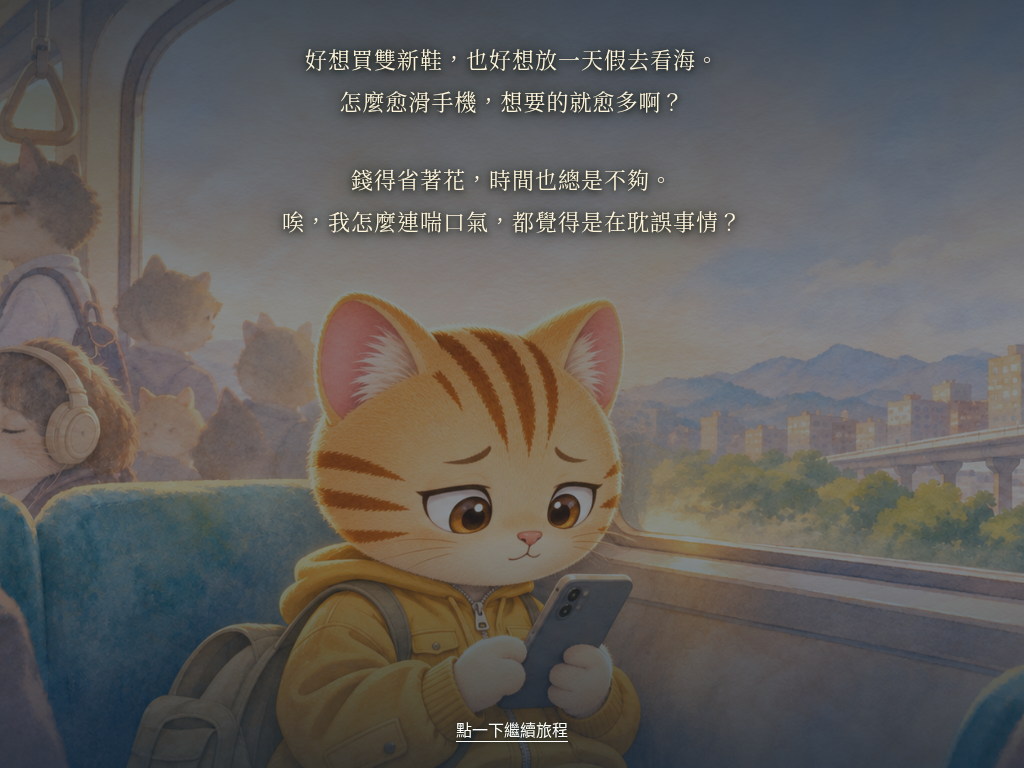 好想買雙新鞋，也好想放一天假去看海。
怎麼愈滑手機，想要的就愈多啊？
錢得省著花，時間也總是不夠。
唉，我怎麼連喘口氣，都覺得是在耽誤事情？
點一下繼續旅程